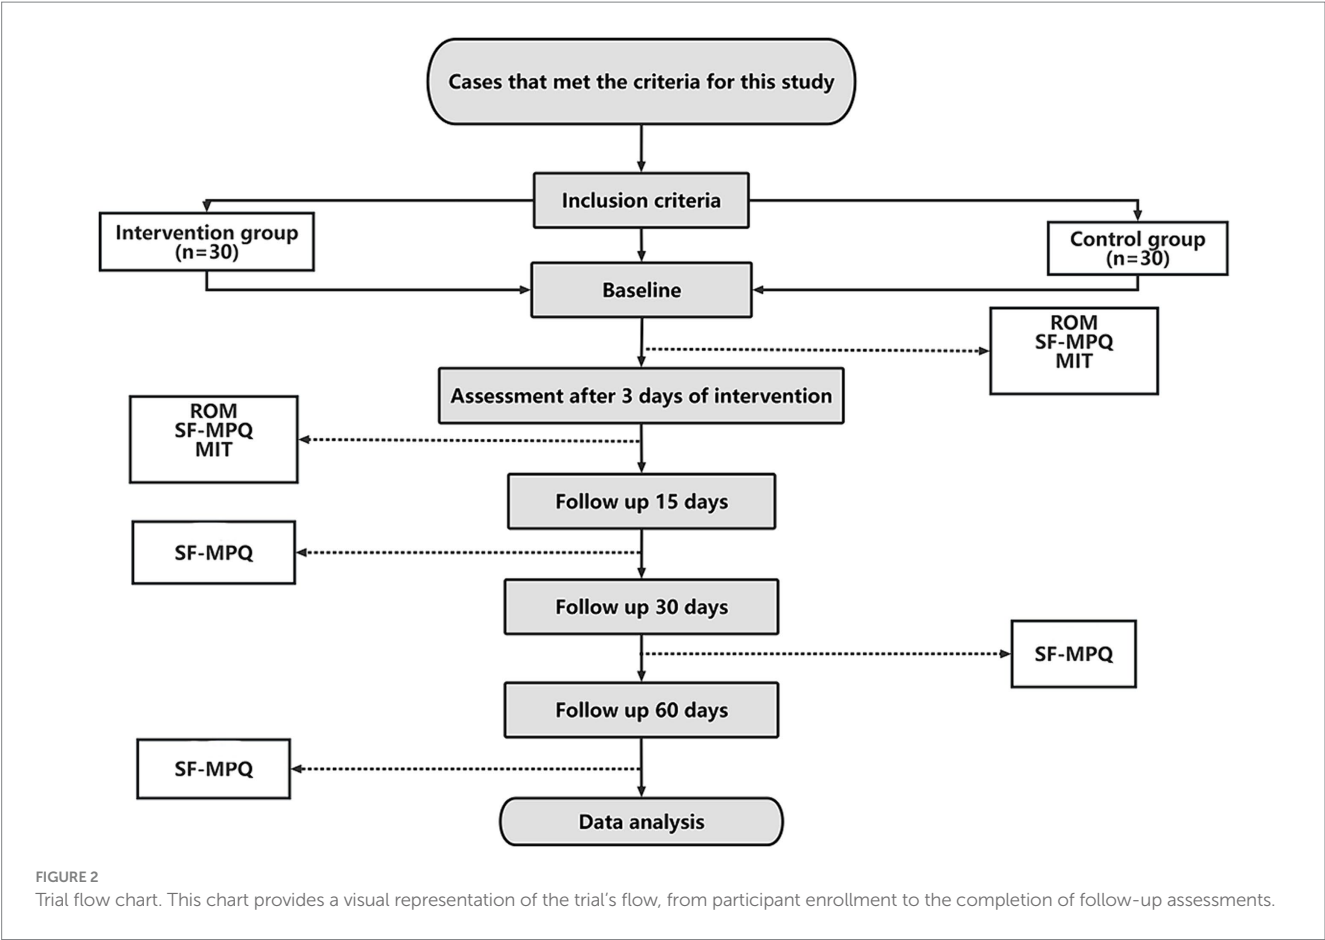 Cases that met the criteria for this study
Inclusion criteria
Intervention group
(n=30)
Control group
(n=30)
Baseline
ROM
SF-MPQ
MIT
Assessment after 3 days of intervention
ROM
SF-MPQ
MIT
Follow up 15 days
SF-MPQ
Follow up 30 days
SF-MPQ
Follow up 60 days
SF-MPQ
Data analysis
FIGURE 2
Trial flow chart. This chart provides a visual representation of the trial’s flow, from participant enrollment to the completion of follow-up assessments.